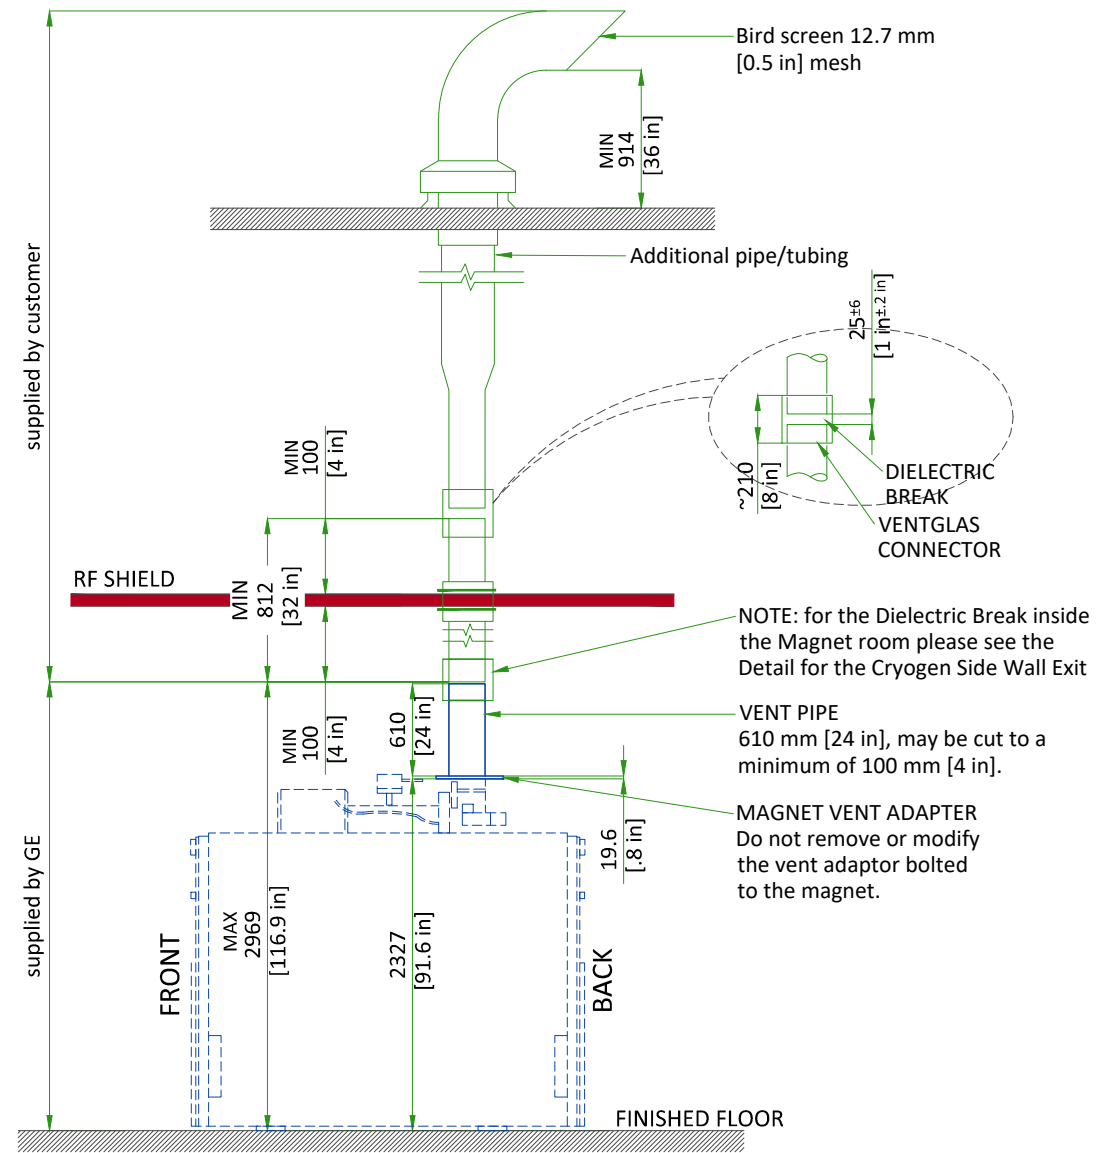 Bird screen 12.7 mm
[0.5 in] mesh
MIN
914
[36 in]
supplied by customer
Additional pipe/tubing
25±6
[1 in±.2 in]
MIN
100
[4 in]
~210
[8 in]
DIELECTRIC
BREAK
VENTGLAS
CONNECTOR
RF SHIELD
MIN
812
[32 in]
NOTE: for the Dielectric Break inside
the Magnet room please see the
Detail for the Cryogen Side Wall Exit
MIN
100
[4 in]
610
[24 in]
VENT PIPE
610 mm [24 in], may be cut to a
minimum of 100 mm [4 in].
MAGNET VENT ADAPTER
Do not remove or modify
the vent adaptor bolted
to the magnet.
19.6
[.8 in]
supplied by GE
FRONT
MAX
2969
[116.9 in]
2327
[91.6 in]
BACK
FINISHED FLOOR